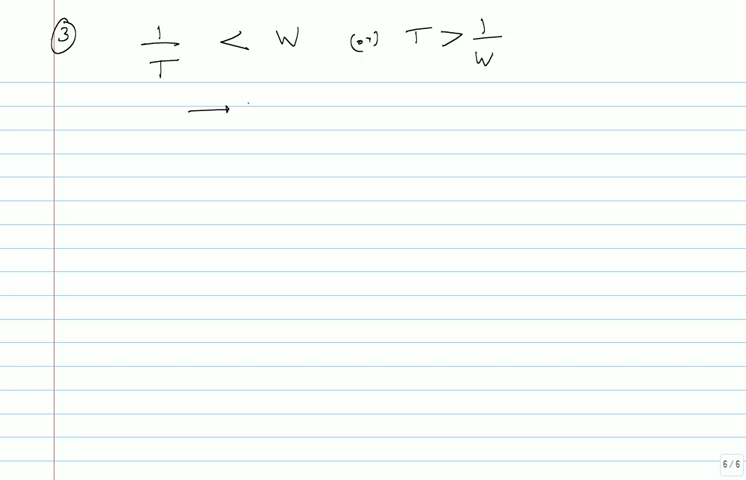 ③ 1/T < W (or) T > 1/W
→
6/6